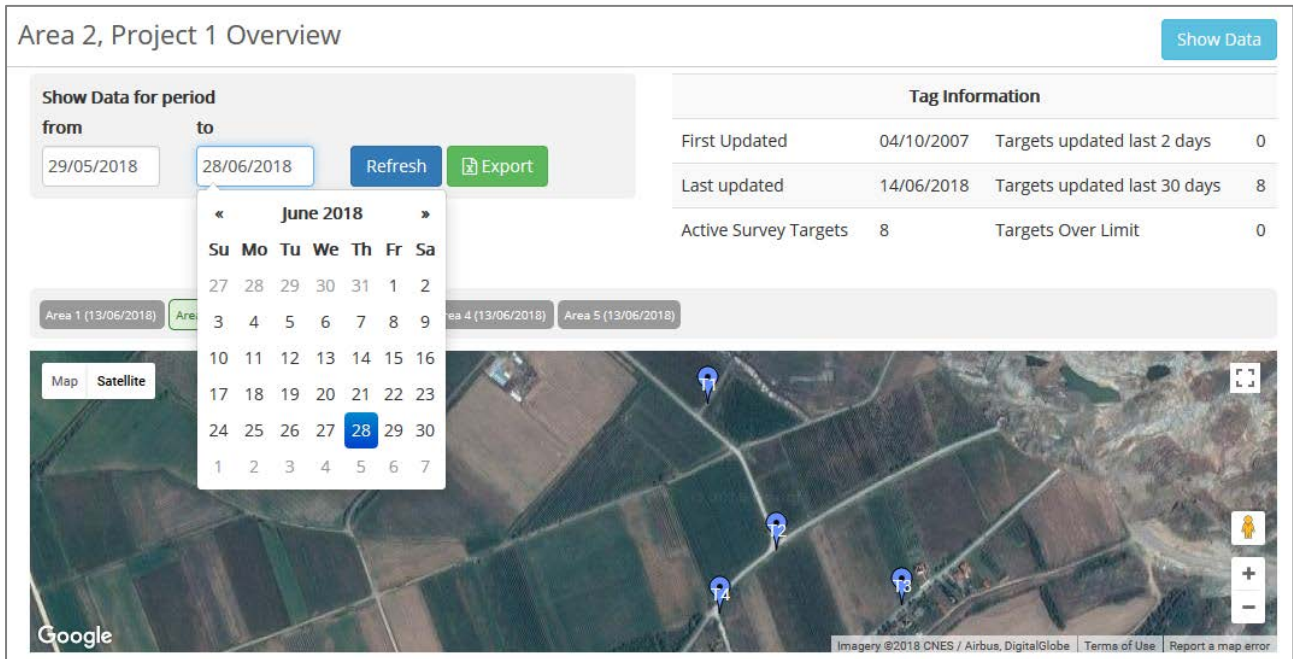 Area 2, Project 1 Overview
Show Data
Show Data for period
from to
29/05/2018 28/06/2018 Refresh Export
Tag Information
First Updated 04/10/2007 Targets updated last 2 days 0
Last updated 14/06/2018 Targets updated last 30 days 8
Active Survey Targets 8 Targets Over Limit 0
« June 2018 »
Su Mo Tu We Th Fr Sa
27 28 29 30 31 1 2
3 4 5 6 7 8 9
10 11 12 13 14 15 16
17 18 19 20 21 22 23
24 25 26 27 28 29 30
1 2 3 4 5 6 7
Area 1 (13/06/2018) Area 4 (13/06/2018) Area 5 (13/06/2018)
Map Satellite
T1
T2
T3
T4
+
−
Google
Imagery ©2018 CNES / Airbus, DigitalGlobe Terms of Use Report a map error